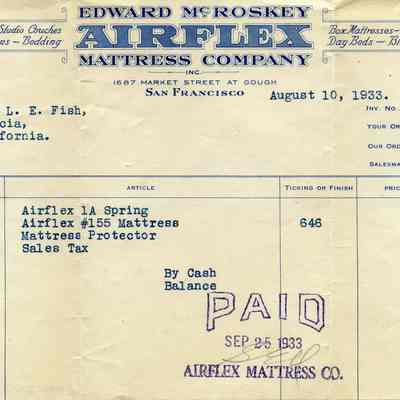 EDWARD McROSKEY
Studio Couches
Box Mattresses-
AIRFLEX
es - Bedding
Day Beds - B
MATTRESS COMPANY
INC.
1687 MARKET STREET AT GOUGH
SAN FRANCISCO
August 10, 1933.
INV. NO.
L. E. Fish,
cia,
YOUR OR
fornia.
OUR OR
SALESMA
ARTICLE
TICKING OR FINISH
PRIC
Airflex 1A Spring
Airflex #155 Mattress 646
Mattress Protector
Sales Tax
By Cash
Balance
PAID
SEP 25 1933
AIRFLEX MATTRESS CO.